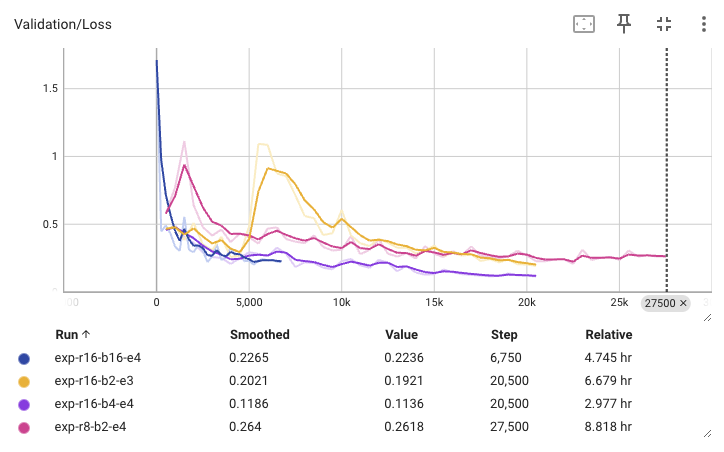 Validation/Loss
1.5
1
0.5
0
00 0 5,000 10k 15k 20k 25k 27500 × 3
Run ↑ Smoothed Value Step Relative
exp-r16-b16-e4 0.2265 0.2236 6,750 4.745 hr
exp-r16-b2-e3 0.2021 0.1921 20,500 6.679 hr
exp-r16-b4-e4 0.1186 0.1136 20,500 2.977 hr
exp-r8-b2-e4 0.264 0.2618 27,500 8.818 hr